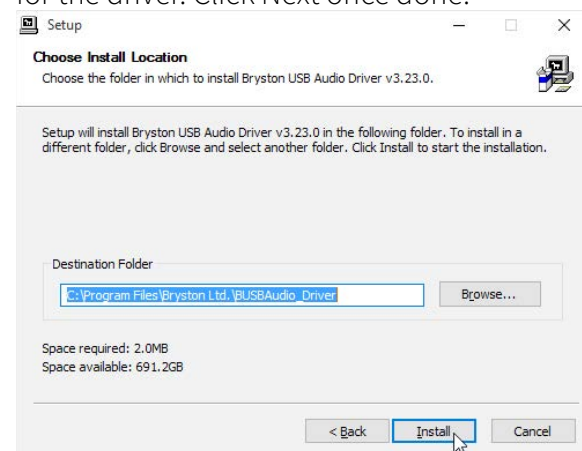 for the driver. Click Next once done.
Setup
Choose Install Location
Choose the folder in which to install Bryston USB Audio Driver v3.23.0.
Setup will install Bryston USB Audio Driver v3.23.0 in the following folder. To install in a
different folder, click Browse and select another folder. Click Install to start the installation.
Destination Folder
C:\Program Files\Bryston Ltd.\BUSBAudio_Driver
Browse...
Space required: 2.0MB
Space available: 691.2GB
< Back Install Cancel